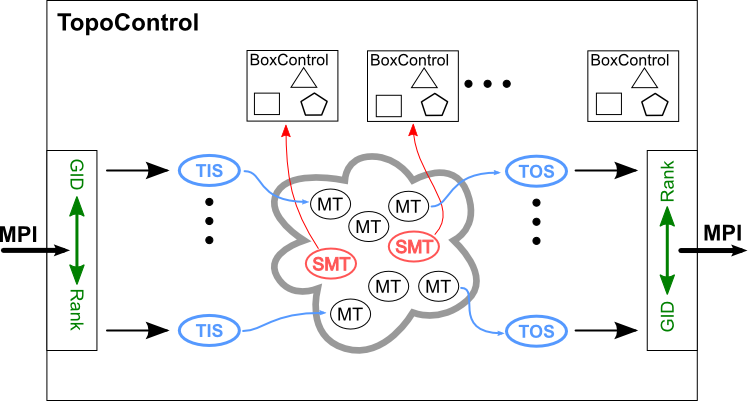 TopoControl
BoxControl
BoxControl
BoxControl
GID
Rank
MPI
TIS
TIS
MT
MT
MT
SMT
SMT
MT
MT
MT
TOS
TOS
Rank
GID
MPI